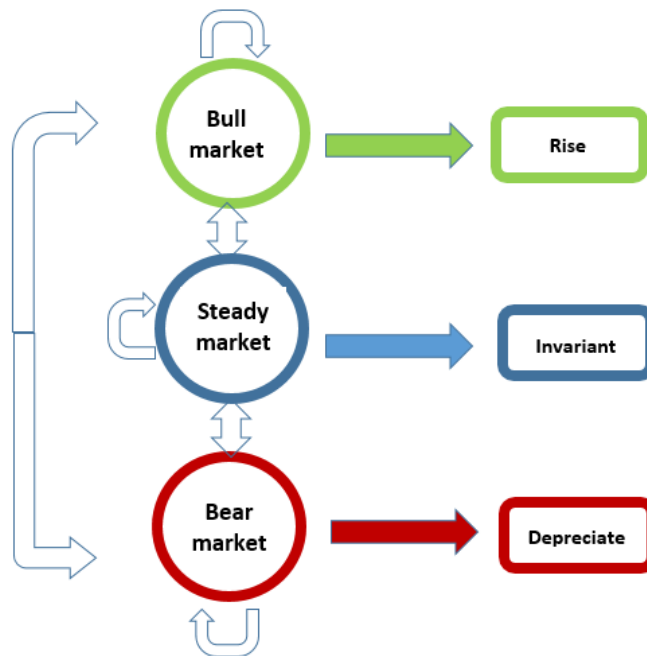 Bull
market
Rise
Steady
market
Invariant
Bear
market
Depreciate